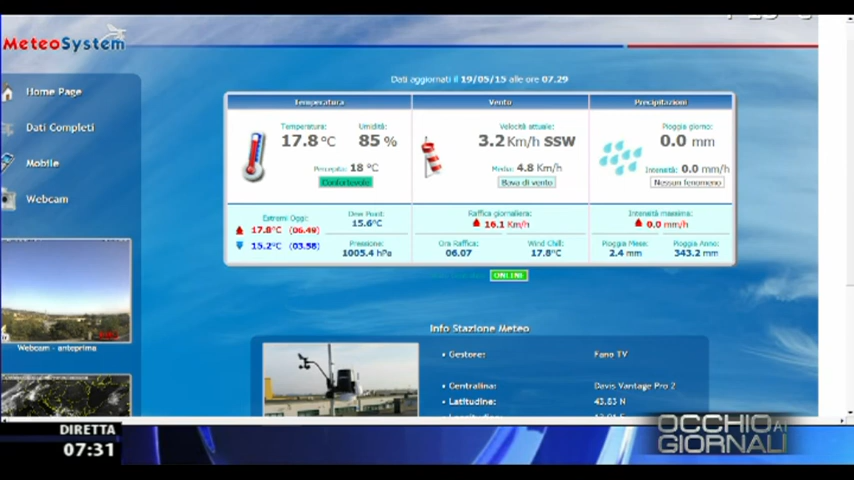 MeteoSystem
Dati aggiornati il 19/05/15 alle ore 07.29
Home Page
Dati Completi
Mobile
Webcam
Webcam - anteprima
Temperatura
Temperatura:
17.8 °C
Umidità:
85 %
Percepita: 18 °C
Confortevole
Estremi Oggi:
17.8°C (06.49)
15.2°C (03.58)
Dew Point:
15.6°C
Pressione:
1005.4 hPa
Vento
Velocità attuale:
3.2 Km/h SSW
Media: 4.8 Km/h
Bava di vento
Raffica giornaliera:
16.1 Km/h
Ora Raffica:
06.07
Wind Chill:
17.8°C
Precipitazioni
Pioggia giorno:
0.0 mm
Intensità: 0.0 mm/h
Nessun fenomeno
Intensità massima:
0.0 mm/h
Pioggia Mese:
2.4 mm
Pioggia Anno:
343.2 mm
ONLINE
Info Stazione Meteo
• Gestore: Fano TV
• Centralina: Davis Vantage Pro 2
• Latitudine: 43.83 N
DIRETTA
07:31
OCCHIO AI
GIORNALI